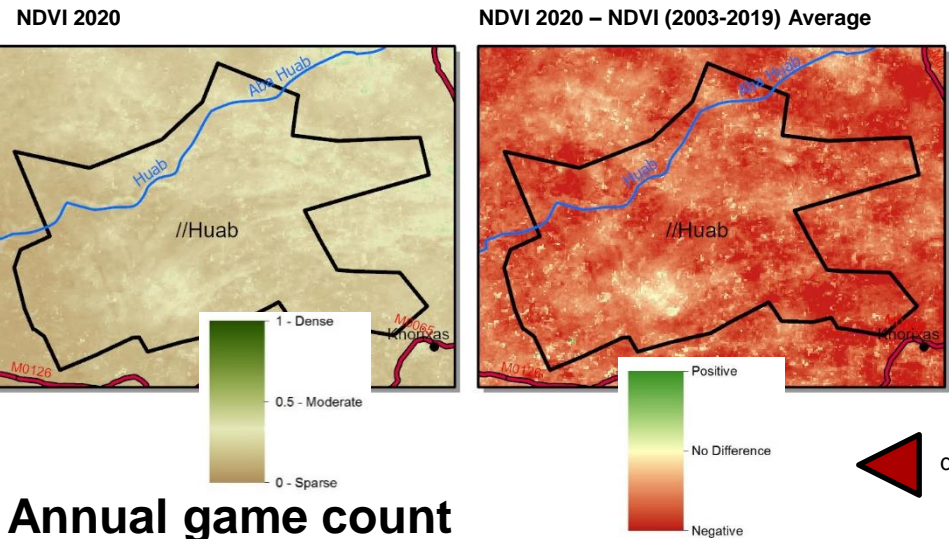 NDVI 2020
NDVI 2020 – NDVI (2003-2019) Average
Aba Huab
Huab
//Huab
M0065
Khorixas
M0126
1 - Dense
0.5 - Moderate
0 - Sparse
Aba Huab
Huab
//Huab
Khorixas
M0126
Positive
No Difference
Negative
Annual game count